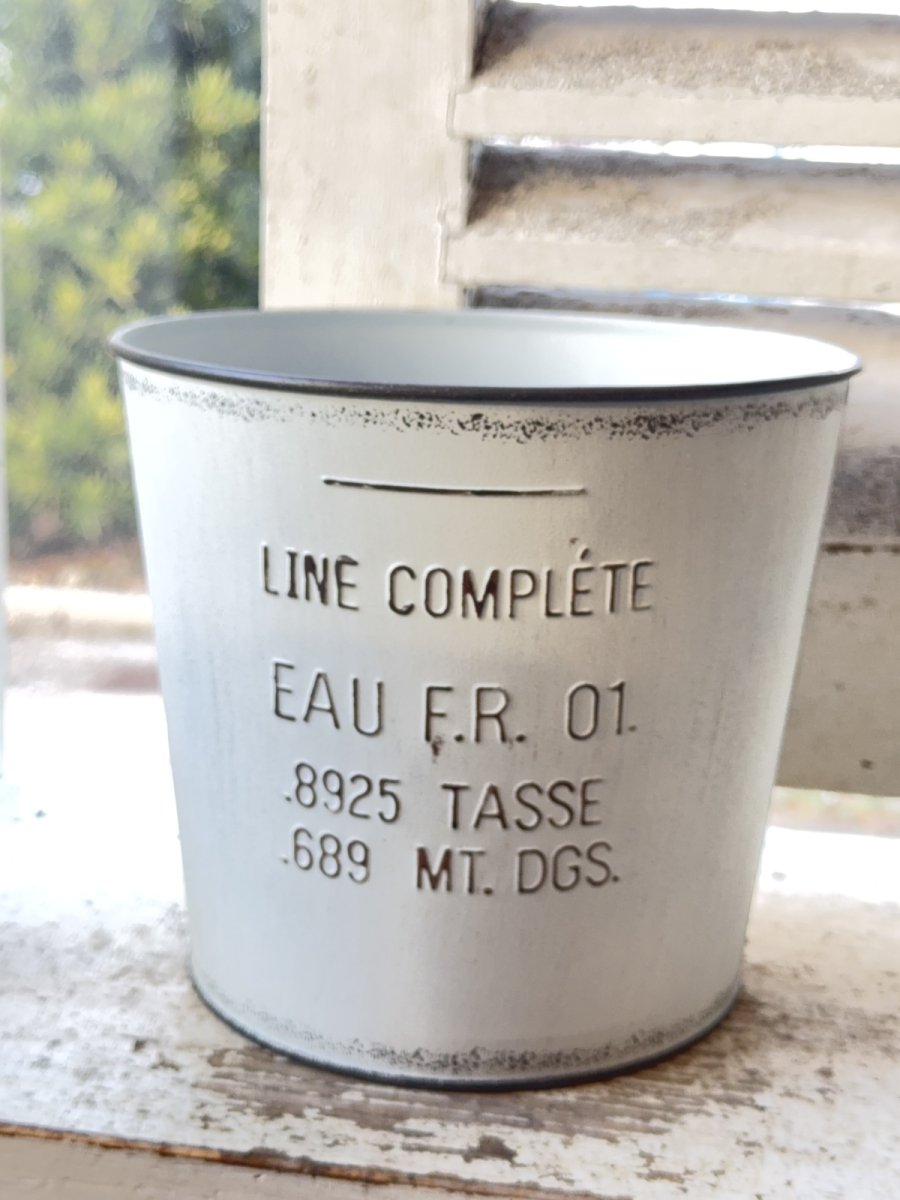 LINE COMPLÉTE
EAU F.R. 01.
.8925 TASSE
.689 MT. DGS.